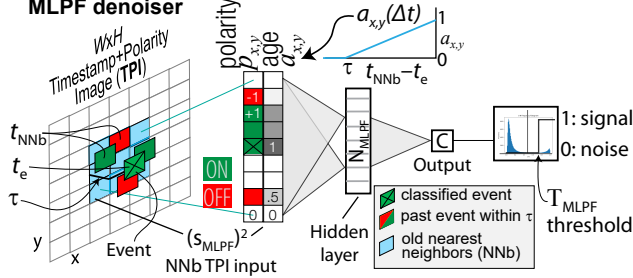 MLPF denoiser
WxH
Timestamp+Polarity
Image (TPI)
t_NNb
t_e
τ
y
x
Event
(s_MLPF)²
NNb TPI input
polarity
p_x,y
age
a_x,y
-1
+1
1
ON
OFF
.5
0 0
a_x,y(Δt)
1
a_x,y
0
τ t_NNb−t_e
N_MLPF
Hidden
layer
C
Output
1: signal
0: noise
T_MLPF
threshold
classified event
past event within τ
old nearest
neighbors (NNb)